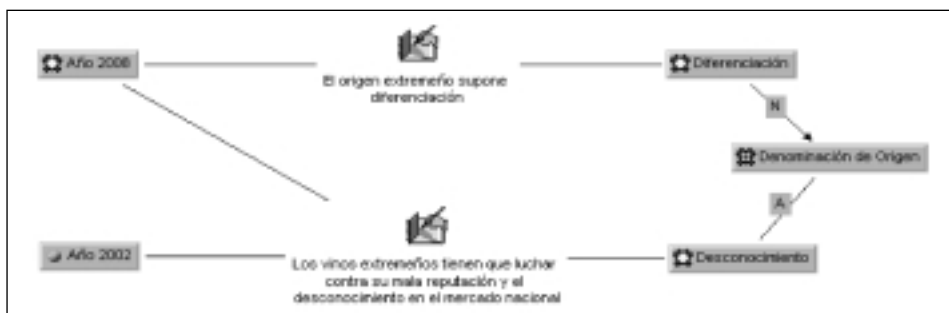 Año 2008
El origen extremeño supone
diferenciación
Diferenciación
N
Denominación de Origen
A
Año 2002
Los vinos extremeños tienen que luchar
contra su mala reputación y el
desconocimiento en el mercado nacional
Desconocimiento